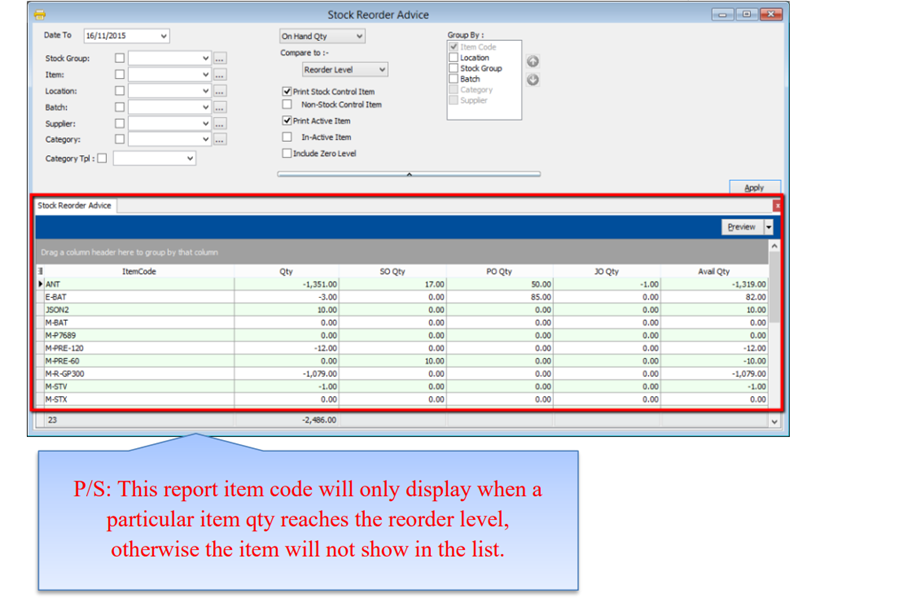 Stock Reorder Advice
Date To 16/11/2015
Stock Group: ...
Item: ...
Location: ...
Batch: ...
Supplier: ...
Category: ...
Category Tpl :
On Hand Qty
Compare to :-
Reorder Level
Print Stock Control Item
Non-Stock Control Item
Print Active Item
In-Active Item
Include Zero Level
Group By :
Item Code
Location
Stock Group
Batch
Category
Supplier
Apply
Stock Reorder Advice
Preview
Drag a column header here to group by that column
ItemCode Qty SO Qty PO Qty JO Qty Avail Qty
ANT -1,351.00 17.00 50.00 -1.00 -1,319.00
E-BAT -3.00 0.00 85.00 0.00 82.00
JSON2 10.00 0.00 0.00 0.00 10.00
M-BAT 0.00 0.00 0.00 0.00 0.00
M-P7689 0.00 0.00 0.00 0.00 0.00
M-PRE-120 -12.00 0.00 0.00 0.00 -12.00
M-PRE-60 0.00 10.00 0.00 0.00 -10.00
M-R-GP300 -1,079.00 0.00 0.00 0.00 -1,079.00
M-STV -1.00 0.00 0.00 0.00 -1.00
M-STX 0.00 0.00 0.00 0.00 0.00
23 -2,486.00
P/S: This report item code will only display when a
particular item qty reaches the reorder level,
otherwise the item will not show in the list.